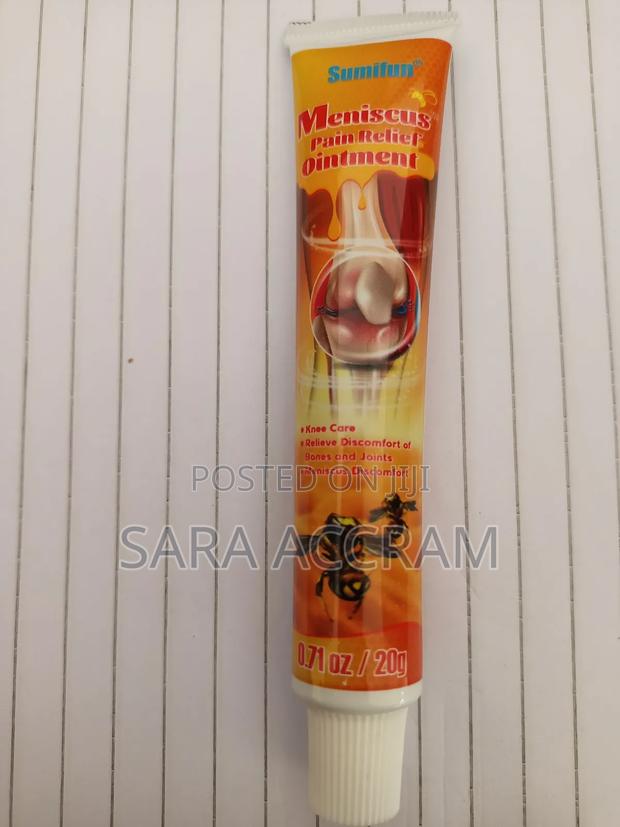 Sumifun®
Meniscus
Pain Relief
Ointment
• Knee Care
• Relieve Discomfort of
Bones and Joints
• Meniscus Discomfort
POSTED ON JIJI
SARA ACCRAM
0.71 oz / 20g